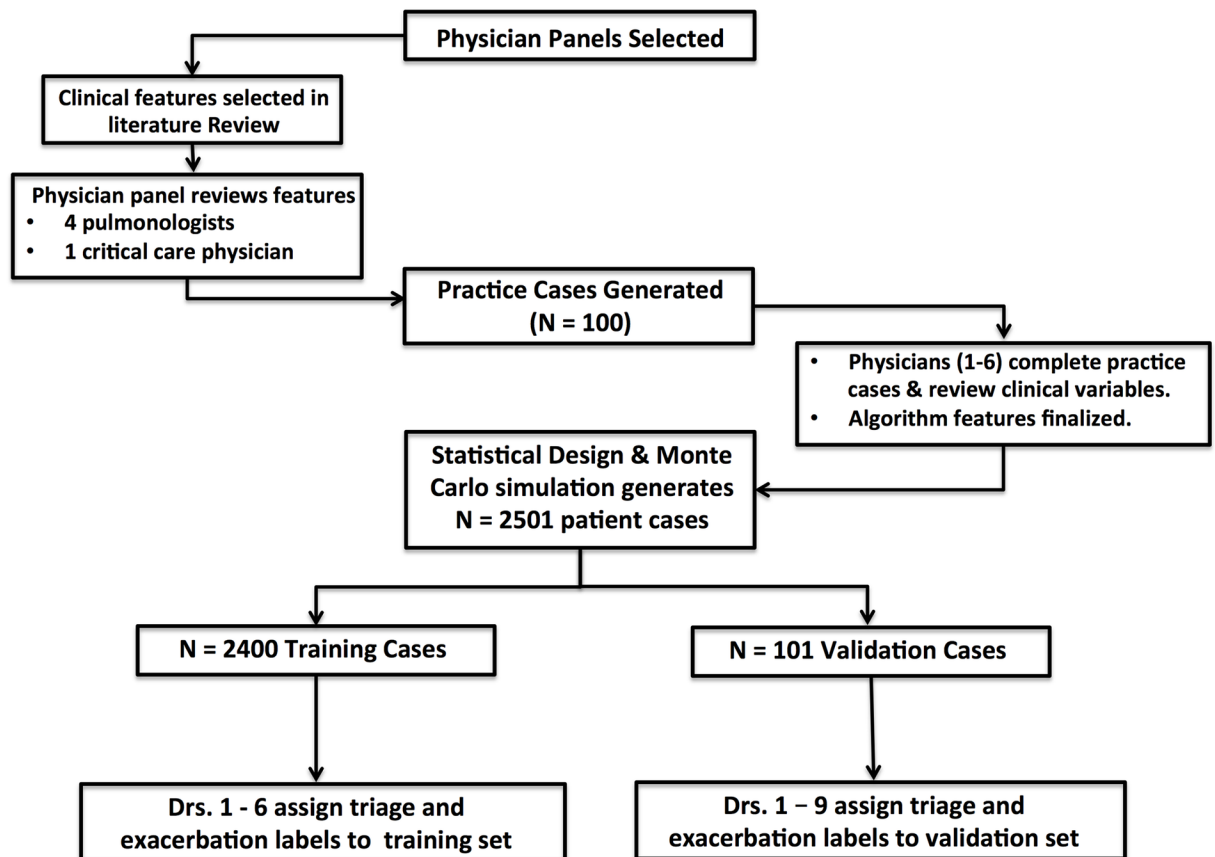 Physician Panels Selected
Clinical features selected in
literature Review
Physician panel reviews features
• 4 pulmonologists
• 1 critical care physician
Practice Cases Generated
(N = 100)
• Physicians (1-6) complete practice
cases & review clinical variables.
• Algorithm features finalized.
Statistical Design & Monte
Carlo simulation generates
N = 2501 patient cases
N = 2400 Training Cases
N = 101 Validation Cases
Drs. 1 - 6 assign triage and
exacerbation labels to training set
Drs. 1 – 9 assign triage and
exacerbation labels to validation set